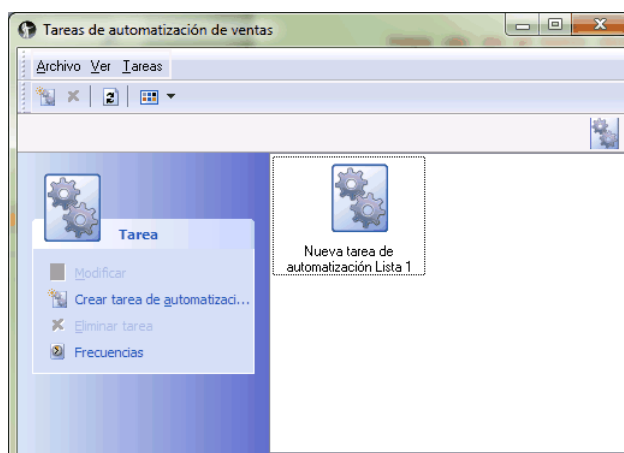 Tareas de automatización de ventas
Archivo Ver Tareas
Tarea
Modificar
Crear tarea de automatizaci...
Eliminar tarea
Frecuencias
Nueva tarea de
automatización Lista 1